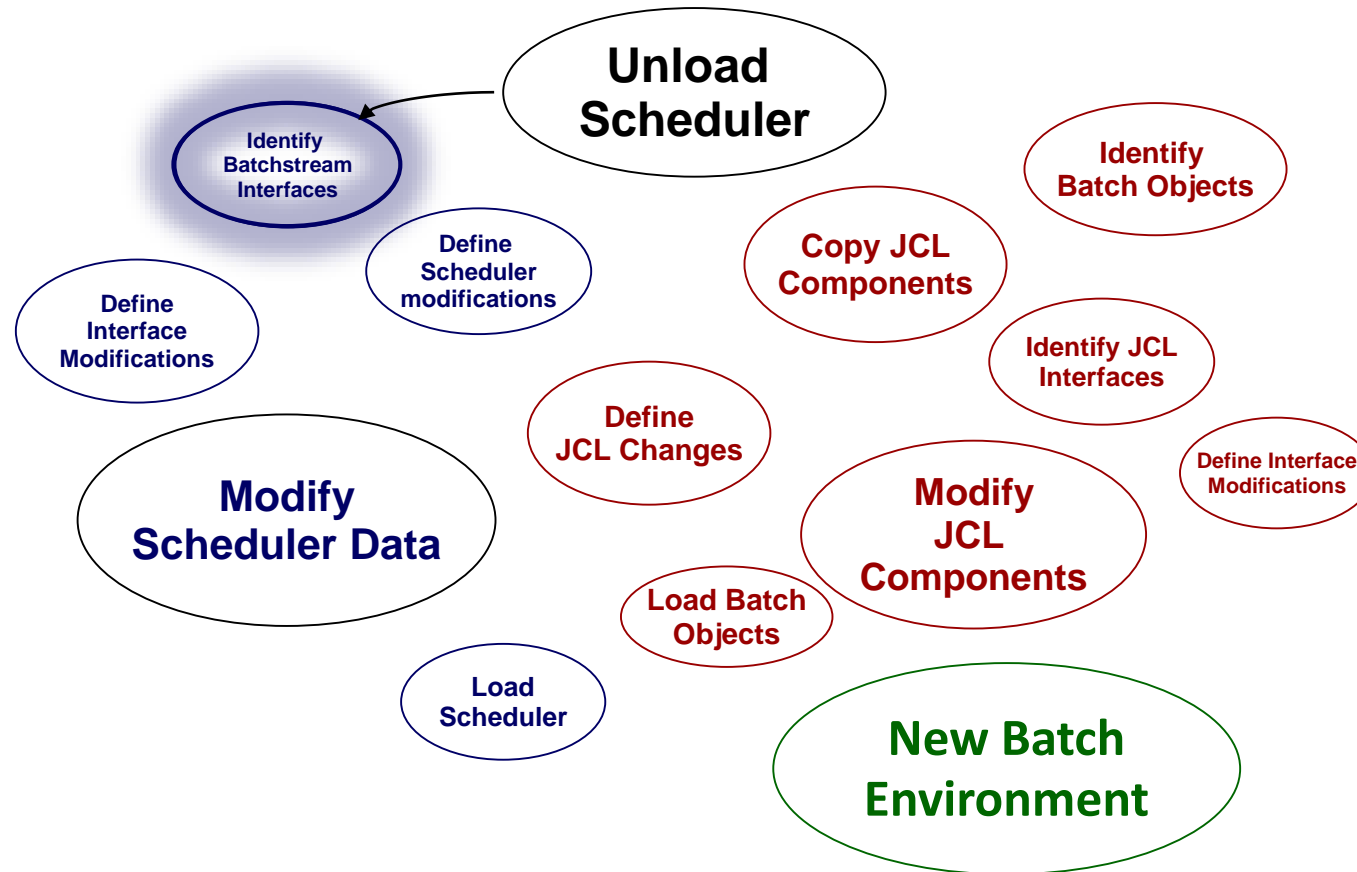 Unload
Scheduler
Identify
Batchstream
Interfaces
Identify
Batch Objects
Define
Scheduler
modifications
Copy JCL
Components
Define
Interface
Modifications
Identify JCL
Interfaces
Define
JCL Changes
Define Interface
Modifications
Modify
Scheduler Data
Modify
JCL
Components
Load Batch
Objects
Load
Scheduler
New Batch
Environment